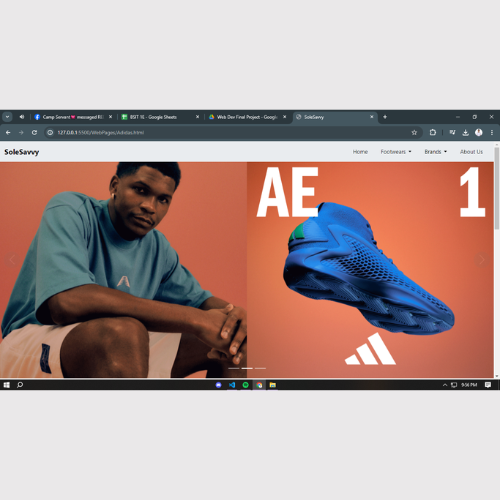 Camp Servant 💗 messaged
BSIT 1E - Google Sheets
Web Dev Final Project - Google
SoleSavvy
127.0.0.1:5500/WebPages/Adidas.html
SoleSavvy
Home
Footwears
Brands
About Us
AE 1
9:56 PM